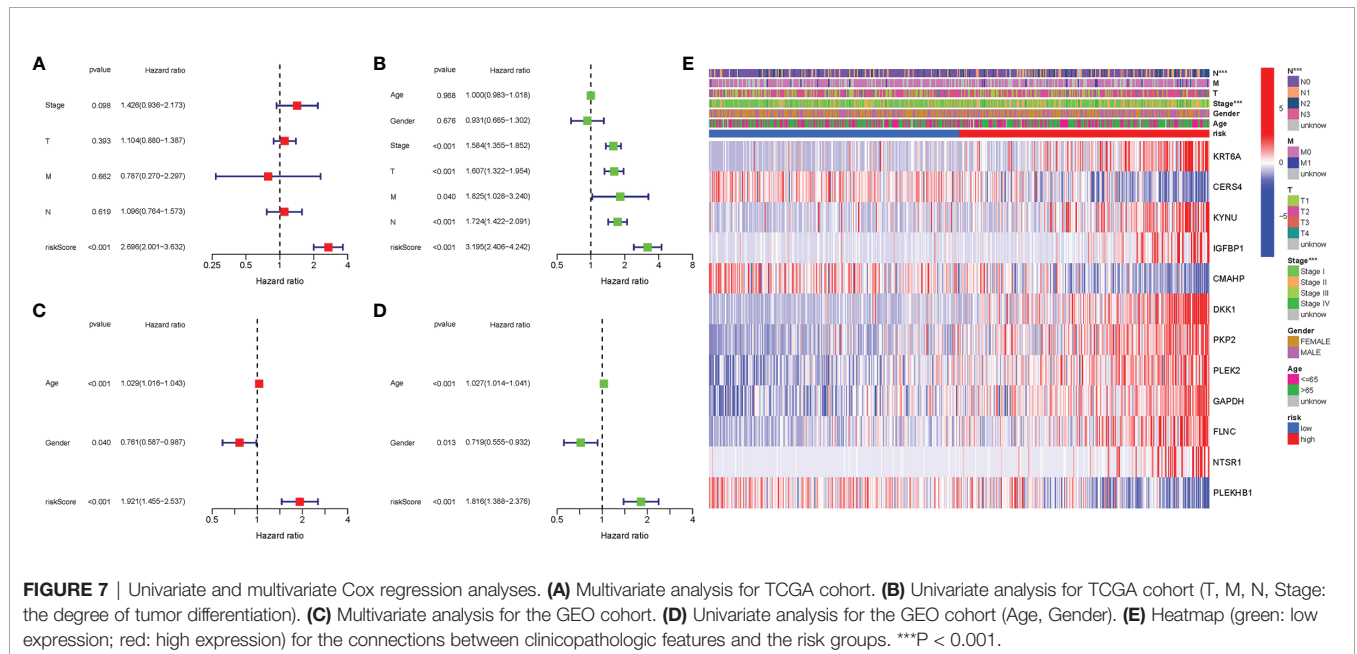 A
pvalue Hazard ratio
Stage 0.098 1.426(0.936−2.173)
T 0.393 1.104(0.880−1.387)
M 0.662 0.787(0.270−2.297)
N 0.619 1.096(0.764−1.573)
riskScore <0.001 2.696(2.001−3.632)
0.25 0.5 1 2 4
Hazard ratio
B
pvalue Hazard ratio
Age 0.968 1.000(0.983−1.018)
Gender 0.676 0.931(0.665−1.302)
Stage <0.001 1.584(1.355−1.852)
T <0.001 1.607(1.322−1.954)
M 0.040 1.825(1.028−3.240)
N <0.001 1.724(1.422−2.091)
riskScore <0.001 3.195(2.406−4.242)
0.5 1 2 4 8
Hazard ratio
C
pvalue Hazard ratio
Age <0.001 1.029(1.016−1.043)
Gender 0.040 0.761(0.587−0.987)
riskScore <0.001 1.921(1.455−2.537)
0.5 1 2 4
Hazard ratio
D
pvalue Hazard ratio
Age <0.001 1.027(1.014−1.041)
Gender 0.013 0.719(0.555−0.932)
riskScore <0.001 1.816(1.388−2.376)
0.5 1 2 4
Hazard ratio
E
N***
M
T
Stage***
Gender
Age
risk
KRT6A
CERS4
KYNU
IGFBP1
CMAHP
DKK1
PKP2
PLEK2
GAPDH
FLNC
NTSR1
PLEKHB1
5
0
−5
N***
N0
N1
N2
N3
unknow
M
M0
M1
unknow
T
T1
T2
T3
T4
unknow
Stage***
Stage I
Stage II
Stage III
Stage IV
unknow
Gender
FEMALE
MALE
Age
<=65
>65
unknow
risk
low
high
FIGURE 7 | Univariate and multivariate Cox regression analyses. (A) Multivariate analysis for TCGA cohort. (B) Univariate analysis for TCGA cohort (T, M, N, Stage:
the degree of tumor differentiation). (C) Multivariate analysis for the GEO cohort. (D) Univariate analysis for the GEO cohort (Age, Gender). (E) Heatmap (green: low
expression; red: high expression) for the connections between clinicopathologic features and the risk groups. ***P < 0.001.